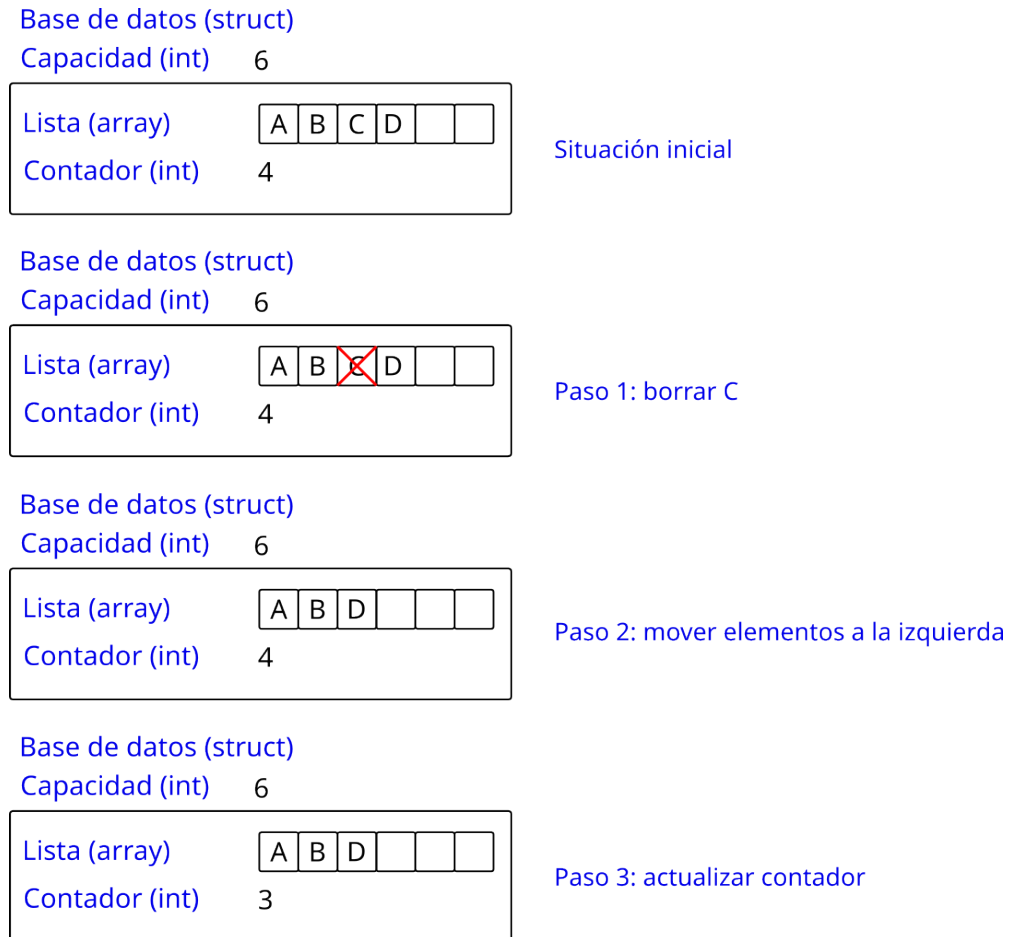 Base de datos (struct)
Capacidad (int) 6
Lista (array) A B C D
Contador (int) 4
Situación inicial
Base de datos (struct)
Capacidad (int) 6
Lista (array) A B C D
Contador (int) 4
Paso 1: borrar C
Base de datos (struct)
Capacidad (int) 6
Lista (array) A B D
Contador (int) 4
Paso 2: mover elementos a la izquierda
Base de datos (struct)
Capacidad (int) 6
Lista (array) A B D
Contador (int) 3
Paso 3: actualizar contador